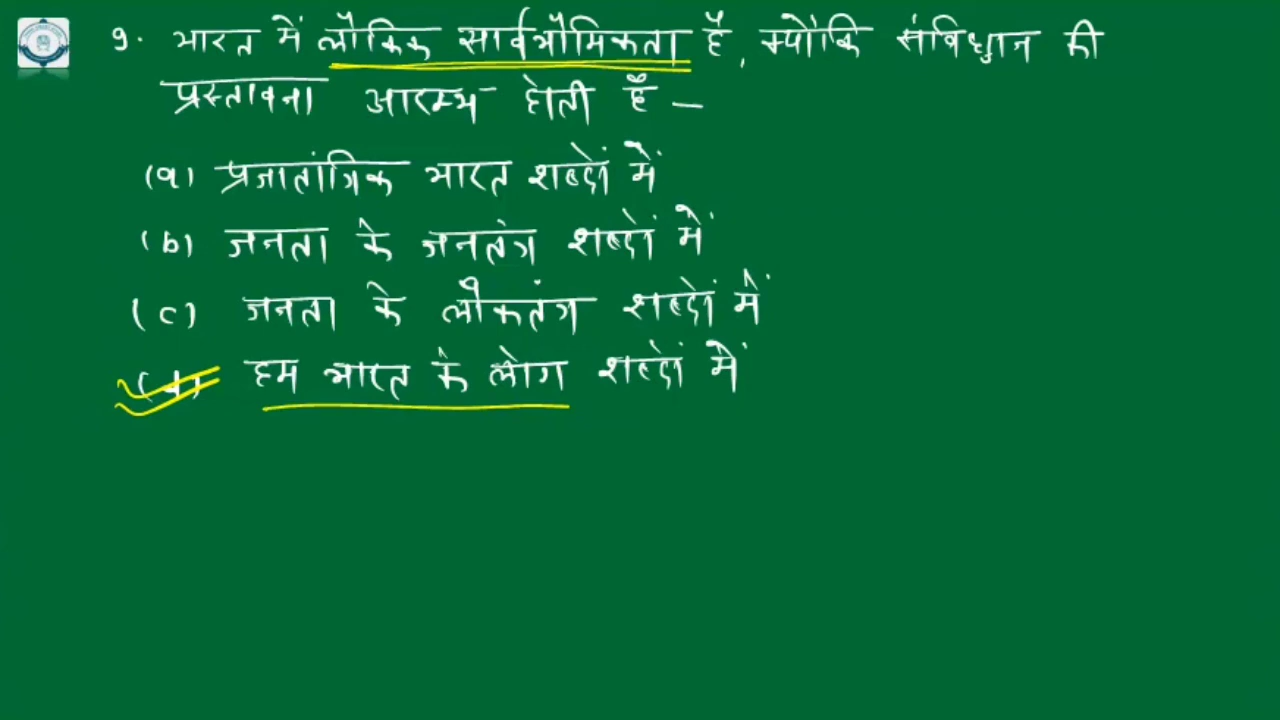 9. भारत में लौकिक सार्वभौमिकता है, क्योंकि संविधान की
प्रस्तावना आरम्भ होती है –
(a) प्रजातांत्रिक भारत शब्दों में
(b) जनता के जनतंत्र शब्दों में
(c) जनता के लोकतंत्र शब्दों में
(d) हम भारत के लोग शब्दों में